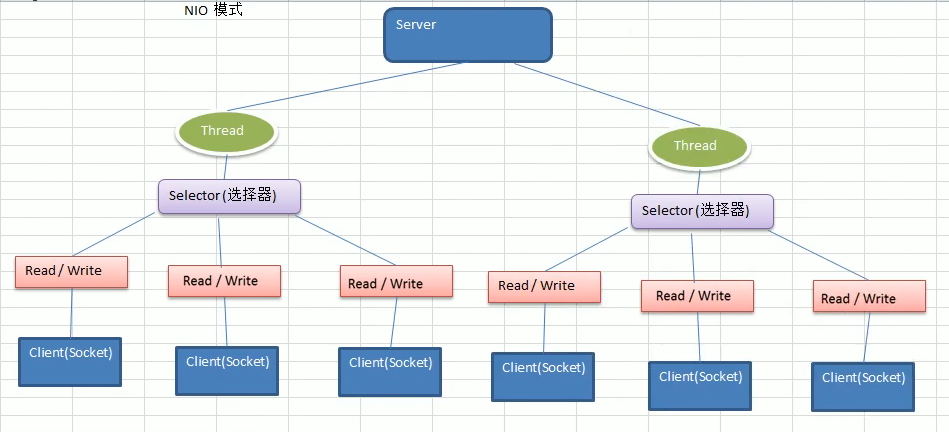 NIO 模式
Server
Thread
Thread
Selector(选择器)
Selector(选择器)
Read / Write
Read / Write
Read / Write
Read / Write
Read / Write
Read / Write
Client(Socket)
Client(Socket)
Client(Socket)
Client(Socket)
Client(Socket)
Client(Socket)